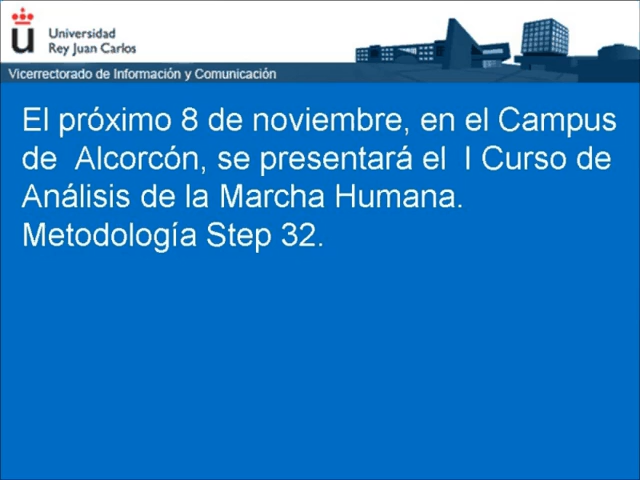 Universidad
Rey Juan Carlos
Vicerrectorado de Información y Comunicación
El próximo 8 de noviembre, en el Campus
de  Alcorcón, se presentará el  I Curso de
Análisis de la Marcha Humana.
Metodología Step 32.